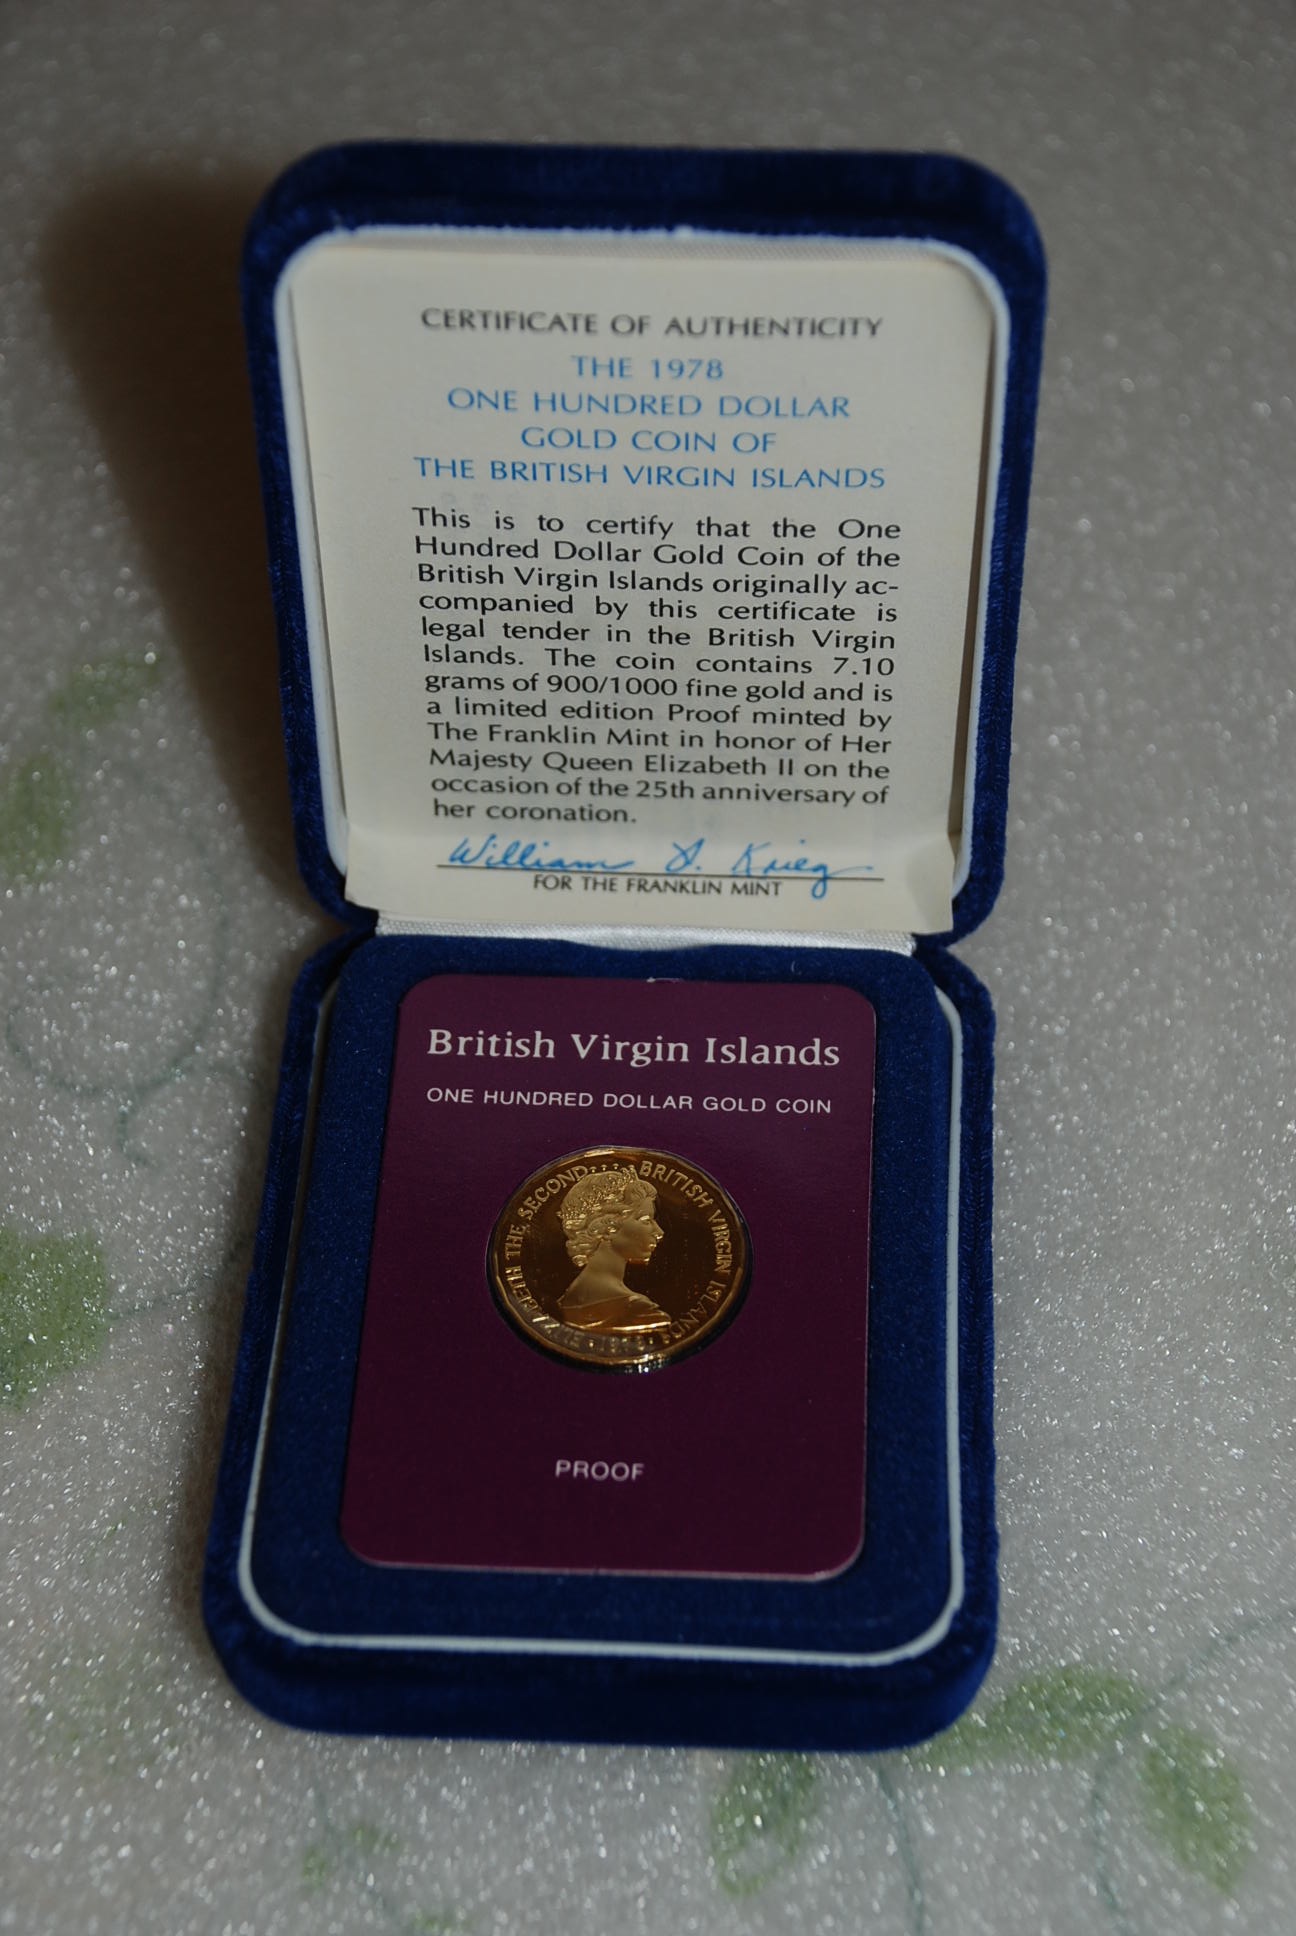 CERTIFICATE OF AUTHENTICITY
THE 1978
ONE HUNDRED DOLLAR
GOLD COIN OF
THE BRITISH VIRGIN ISLANDS
This is to certify that the One
Hundred Dollar Gold Coin of the
British Virgin Islands originally ac-
companied by this certificate is
legal tender in the British Virgin
Islands. The coin contains 7.10
grams of 900/1000 fine gold and is
a limited edition Proof minted by
The Franklin Mint in honor of Her
Majesty Queen Elizabeth II on the
occasion of the 25th anniversary of
her coronation.
William S. Krieg
FOR THE FRANKLIN MINT
British Virgin Islands
ONE HUNDRED DOLLAR GOLD COIN
THE SECOND BRITISH VIRGIN ISLANDS
PROOF